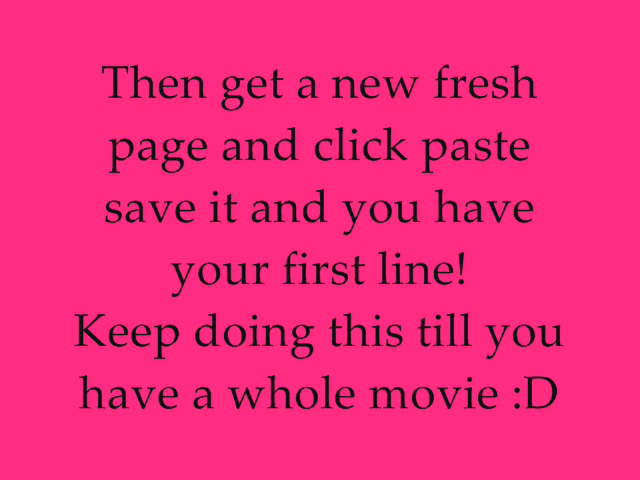 Then get a new fresh
page and click paste
save it and you have
your first line!
Keep doing this till you
have a whole movie :D